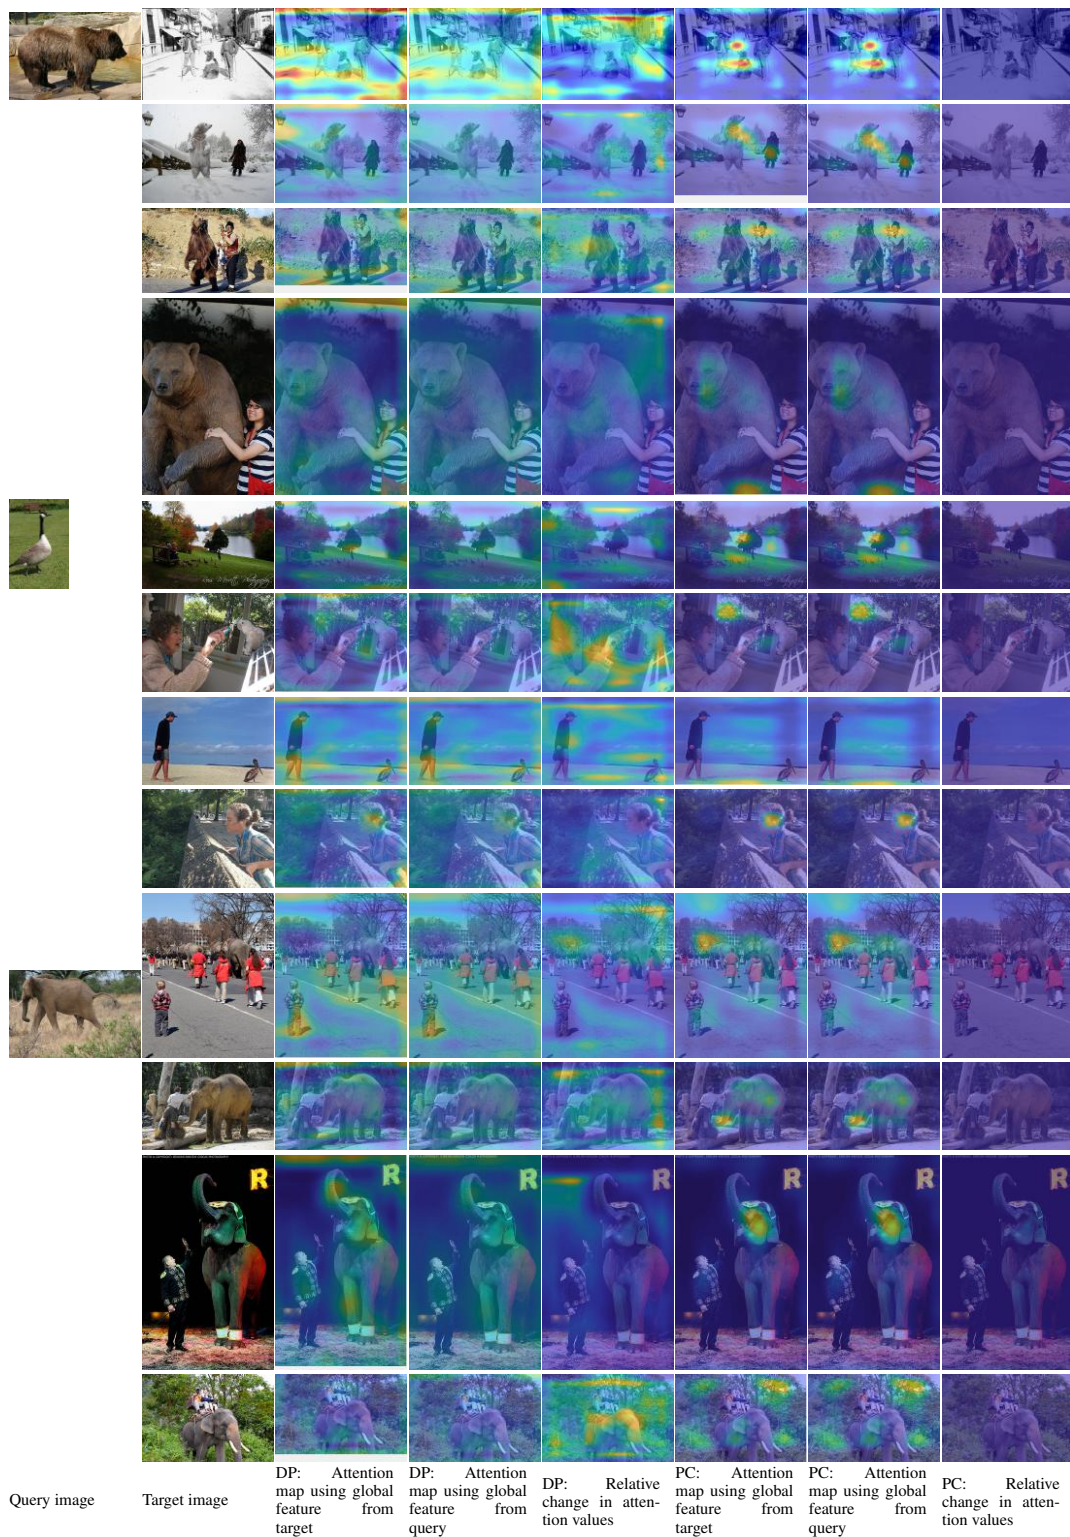 R
R
R
R
R
R
R
Query image
Target image
DP: Attention
map using global
feature from
target
DP: Attention
map using global
feature from
query
DP: Relative
change in atten-
tion values
PC: Attention
map using global
feature from
target
PC: Attention
map using global
feature from
query
PC: Relative
change in atten-
tion values